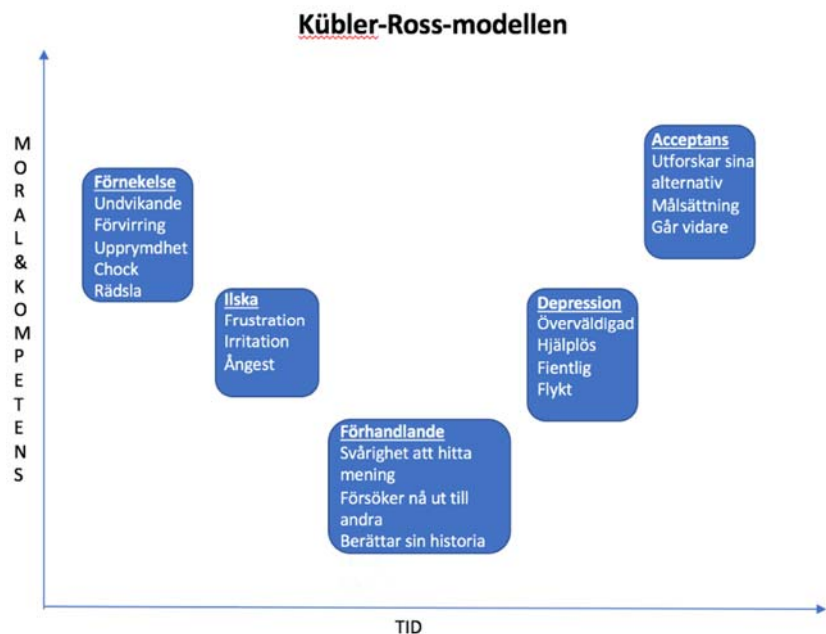 Kübler-Ross-modellen
MORAL&KOMPETENS
Förnekelse
Undvikande
Förvirring
Upprymdhet
Chock
Rädsla
Ilska
Frustration
Irritation
Ångest
Förhandlande
Svårighet att hitta
mening
Försöker nå ut till
andra
Berättar sin historia
Depression
Överväldigad
Hjälplös
Fientlig
Flykt
Acceptans
Utforskar sina
alternativ
Målsättning
Går vidare
TID